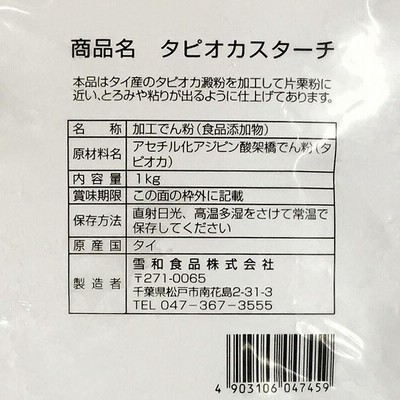 商品名 タピオカスターチ
本品はタイ産のタピオカ澱粉を加工して片栗粉に
近い、とろみや粘りが出るように仕上げてあります。
名称 加工でん粉（食品添加物）
原材料名 アセチル化アジピン酸架橋でん粉（タ
ピオカ）
内容量 1kg
賞味期限 この面の枠外に記載
保存方法 直射日光、高温多湿をさけて常温で
保存してください
原産国 タイ
製造者 雪和食品株式会社
〒271-0065
千葉県松戸市南花島2-31-3
TEL 047-367-3555
4 903106 047459